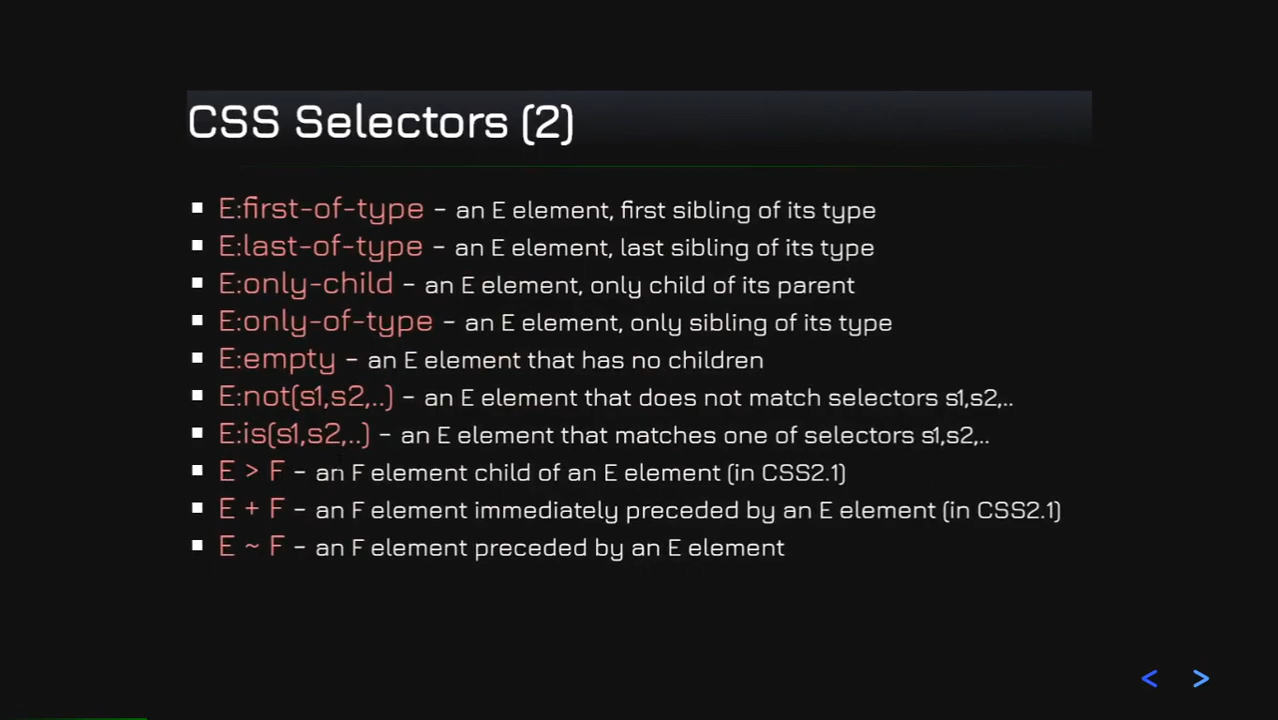 CSS Selectors (2)
E:first-of-type - an E element, first sibling of its type
E:last-of-type - an E element, last sibling of its type
E:only-child - an E element, only child of its parent
E:only-of-type - an E element, only sibling of its type
E:empty - an E element that has no children
E:not(s1,s2,..) - an E element that does not match selectors s1,s2,..
E:is(s1,s2,..) - an E element that matches one of selectors s1,s2,..
E > F - an F element child of an E element (in CSS2.1)
E + F - an F element immediately preceded by an E element (in CSS2.1)
E ~ F - an F element preceded by an E element